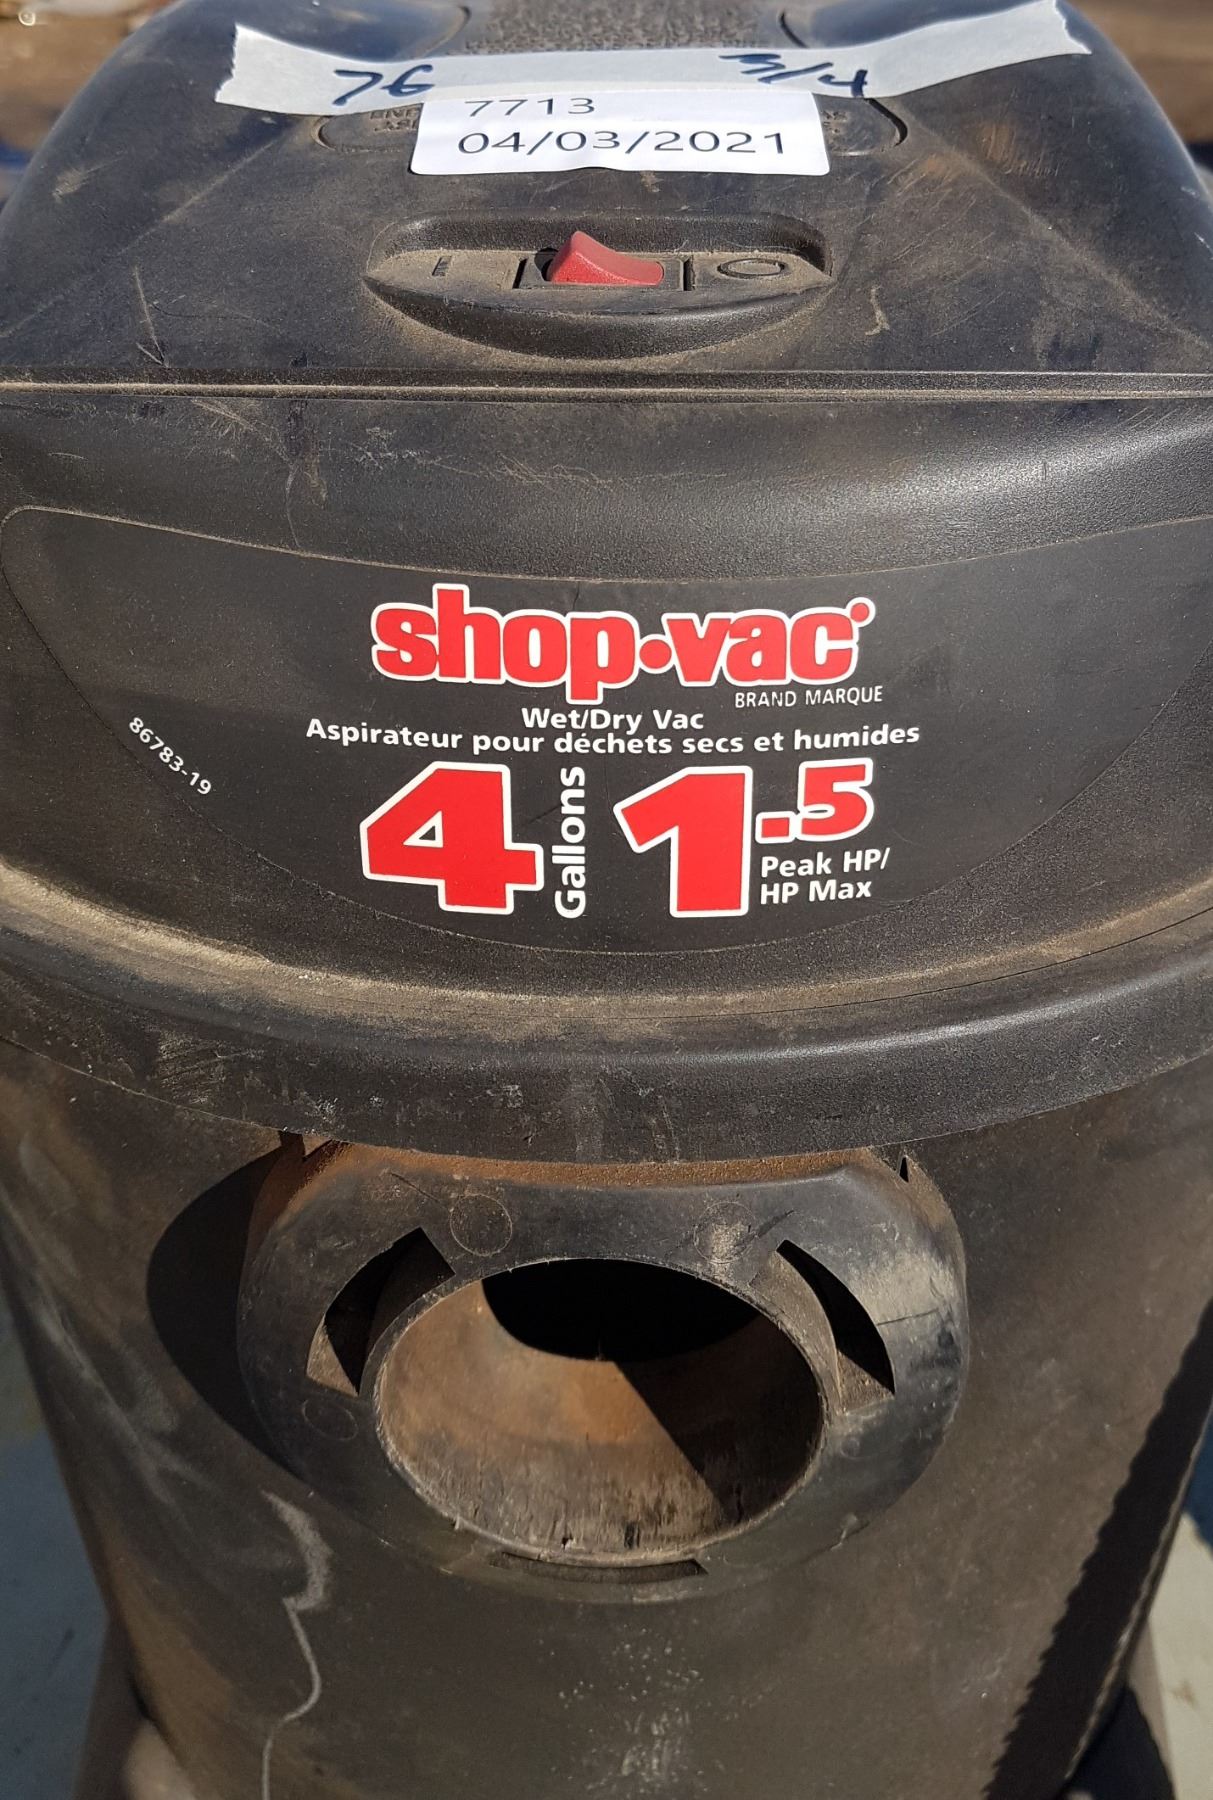 76 3/4
7713
04/03/2021
shop·vac
BRAND MARQUE
Wet/Dry Vac
Aspirateur pour déchets secs et humides
86783-19
4 Gallons
1.5
Peak HP/
HP Max